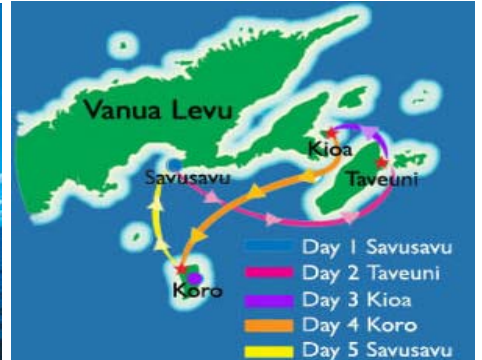 Vanua Levu
Kioa
Savusavu
Taveuni
Koro
Day 1 Savusavu
Day 2 Taveuni
Day 3 Kioa
Day 4 Koro
Day 5 Savusavu